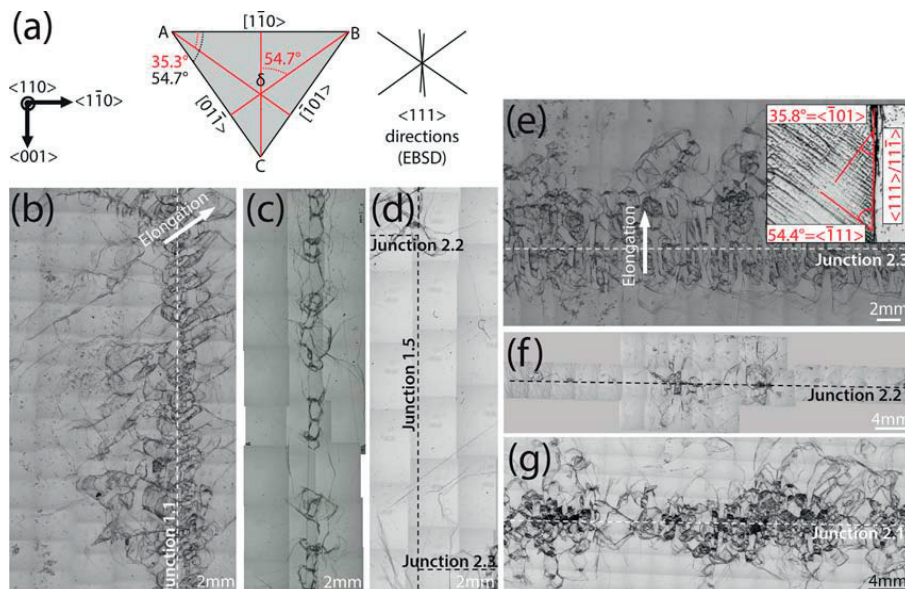 (a)
<110>
<1̄10>
<001>
[1̄10]
A
B
35.3°
54.7°
54.7°
δ
[011̄]
[1̄01]
C
<111>
directions
(EBSD)
(b)
Elongation
Junction 1.1
2mm
(c)
2mm
(d)
Junction 2.2
Junction 1.5
Junction 2.3
2mm
(e)
35.8°=<1̄01>
<111>/11̄1>
54.4°=<1̄11>
Elongation
Junction 2.3
2mm
(f)
Junction 2.2
4mm
(g)
Junction 2.1
4mm